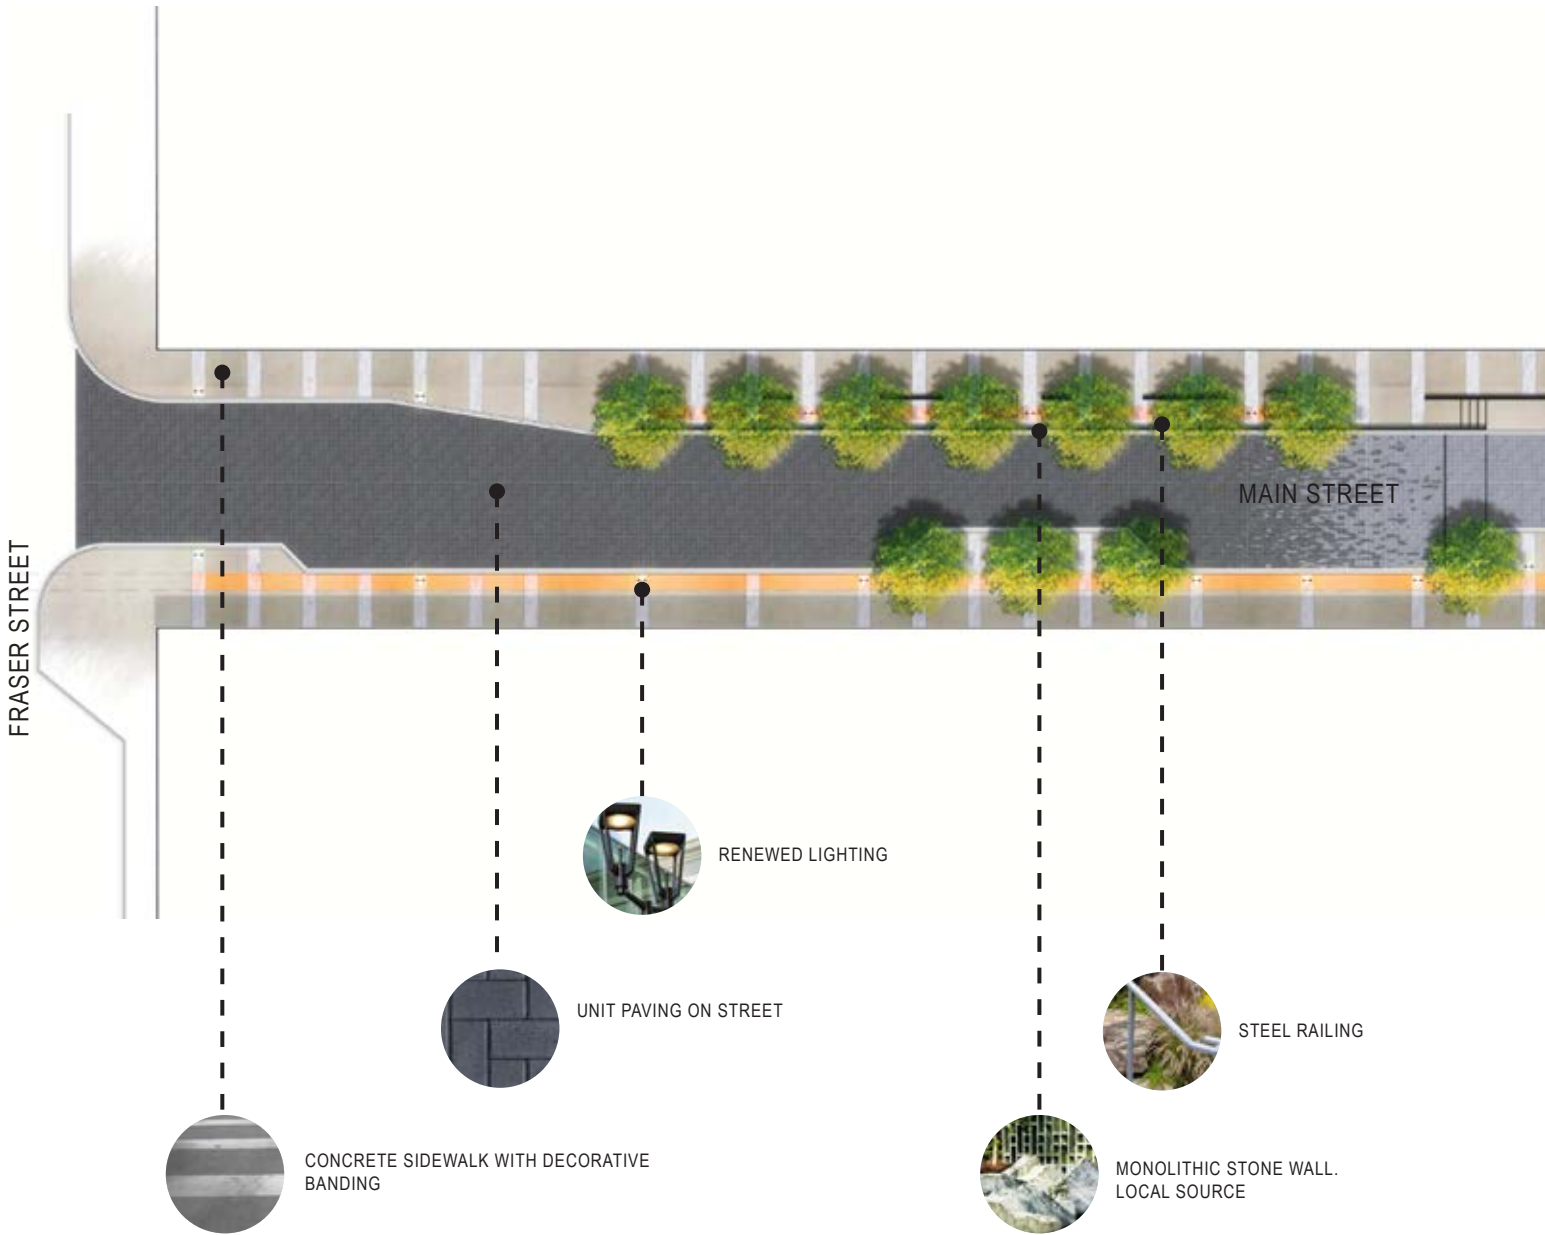 MAIN STREET
FRASER STREET
RENEWED LIGHTING
UNIT PAVING ON STREET
STEEL RAILING
CONCRETE SIDEWALK WITH DECORATIVE
BANDING
MONOLITHIC STONE WALL.
LOCAL SOURCE